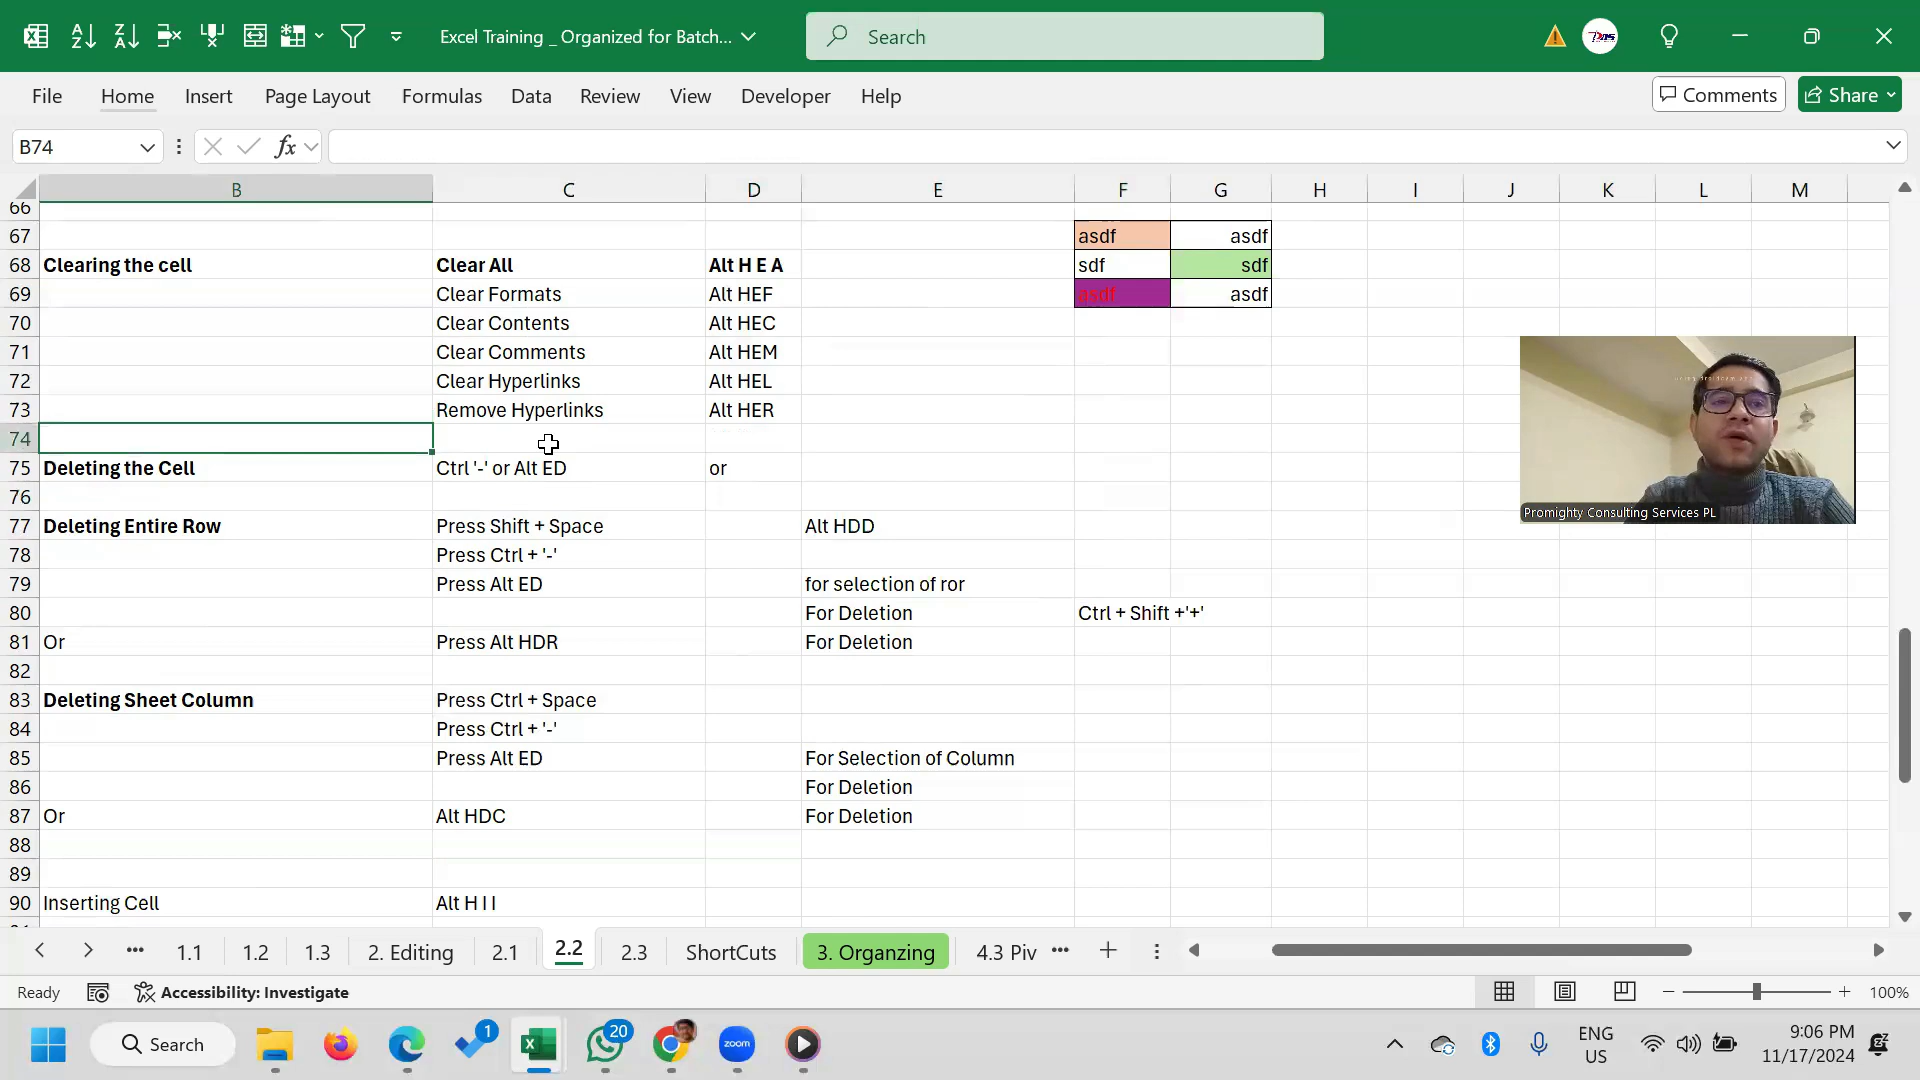 Excel Training _ Organized for Batch...
Search
File Home Insert Page Layout Formulas Data Review View Developer Help
Comments Share
B74
fx
B C D E F G H I J K L M
66
67 asdf asdf
68 Clearing the cell Clear All Alt H E A sdf sdf
69 Clear Formats Alt HEF asdf asdf
70 Clear Contents Alt HEC
71 Clear Comments Alt HEM
72 Clear Hyperlinks Alt HEL
73 Remove Hyperlinks Alt HER
74
75 Deleting the Cell Ctrl '-' or Alt ED or
76
77 Deleting Entire Row Press Shift + Space Alt HDD
78 Press Ctrl + '-'
79 Press Alt ED for selection of ror
80 For Deletion Ctrl + Shift +'+'
81 Or Press Alt HDR For Deletion
82
83 Deleting Sheet Column Press Ctrl + Space
84 Press Ctrl + '-'
85 Press Alt ED For Selection of Column
86 For Deletion
87 Or Alt HDC For Deletion
88
89
90 Inserting Cell Alt H I I
Promighty Consulting Services PL
1.1 1.2 1.3 2. Editing 2.1 2.2 2.3 ShortCuts 3. Organzing 4.3 Piv
Ready Accessibility: Investigate 100%
Search
1
20
zoom
ENG
US
9:06 PM
11/17/2024